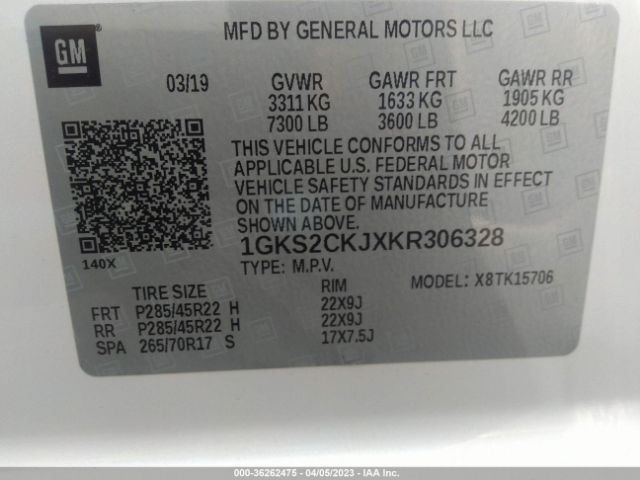 GM
MFD BY GENERAL MOTORS LLC
03/19 GVWR GAWR FRT GAWR RR
3311 KG 1633 KG 1905 KG
7300 LB 3600 LB 4200 LB
THIS VEHICLE CONFORMS TO ALL
APPLICABLE U.S. FEDERAL MOTOR
VEHICLE SAFETY STANDARDS IN EFFECT
ON THE DATE OF MANUFACTURE
SHOWN ABOVE.
140X
1GKS2CKJXKR306328
TYPE: M.P.V. MODEL: X8TK15706
TIRE SIZE RIM
FRT P285/45R22 H 22X9J
RR P285/45R22 H 22X9J
SPA 265/70R17 S 17X7.5J
000-36262475 - 04/05/2023 - IAA Inc.